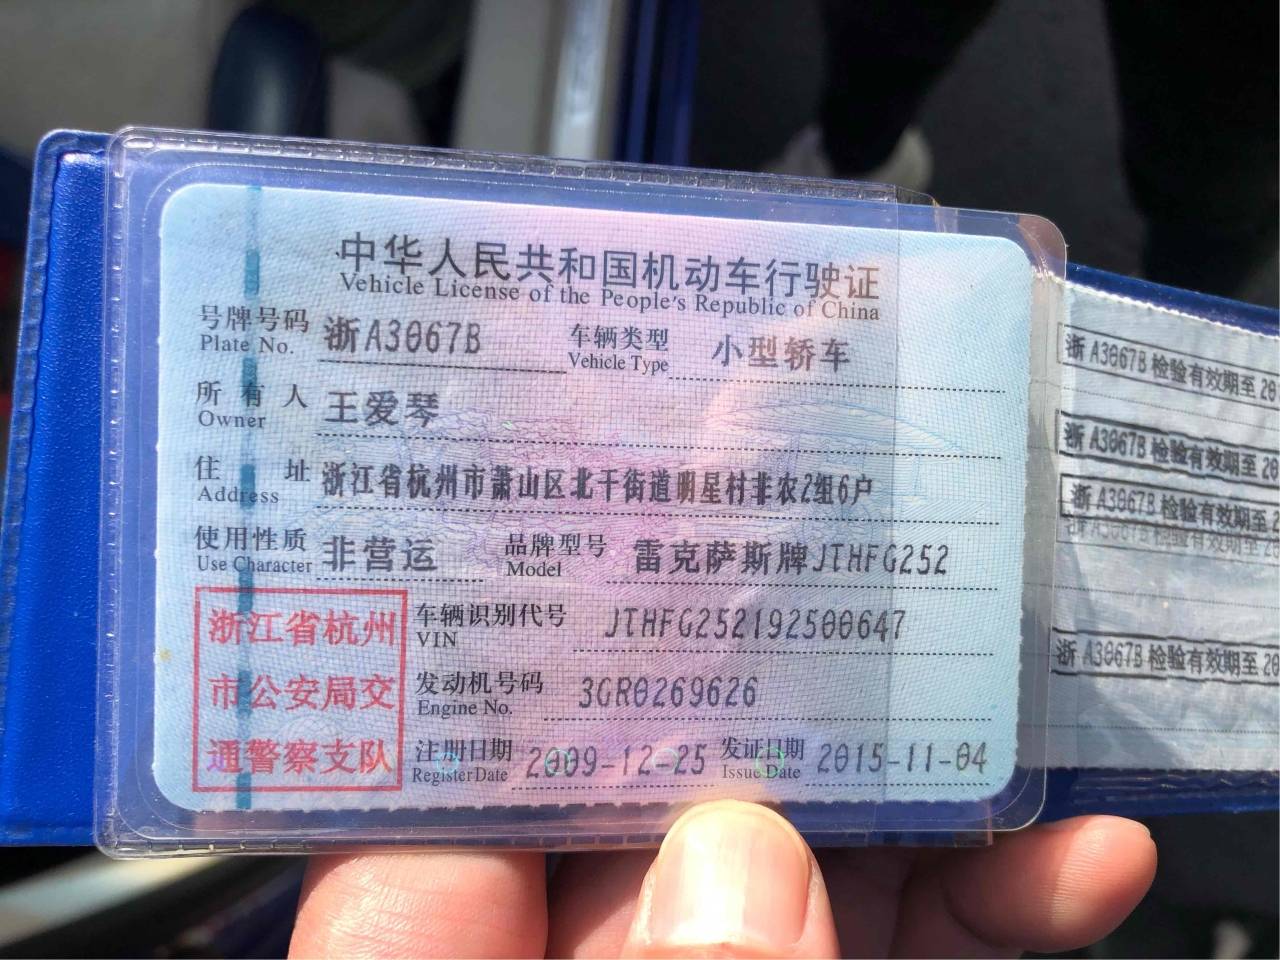 中华人民共和国机动车行驶证
Vehicle License of the People's Republic of China
号牌号码 浙A3067B 车辆类型 小型轿车
Plate No. Vehicle Type
所有人 王爱琴
Owner
住址 浙江省杭州市萧山区北干街道明星村非农2组6户
Address
使用性质 非营运 品牌型号 雷克萨斯牌JTHFG252
Use Character Model
浙江省杭州
市公安局交
通警察支队
车辆识别代号 JTHFG252192500647
VIN
发动机号码 3GR0269626
Engine No.
注册日期 2009-12-25 发证日期 2015-11-04
Register Date Issue Date
浙A3067B 检验有效期至 20
浙A3067B 检验有效期至 20
浙A3067B 检验有效期至 2
浙A3067B 检验有效期至 20